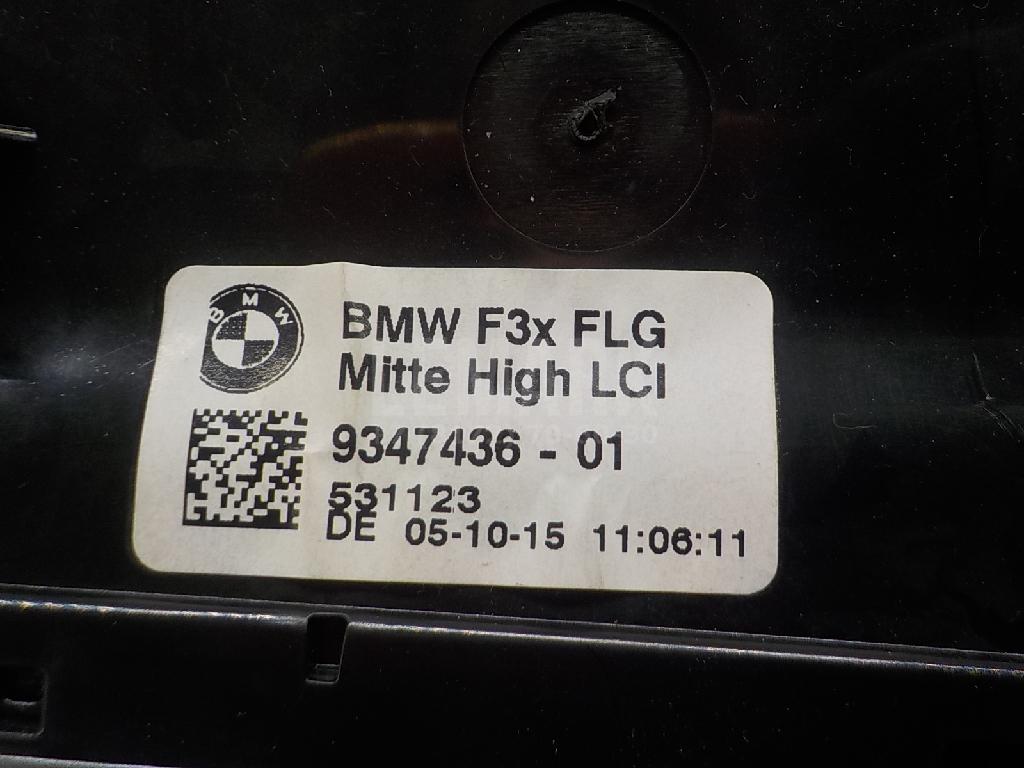 BMW
BMW F3x FLG
Mitte High LCI
9347436 - 01
531123
DE 05-10-15 11:06:11